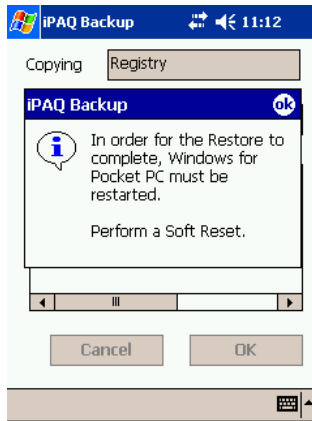 iPAQ Backup 11:12
Copying Registry
iPAQ Backup ok
In order for the Restore to
complete, Windows for
Pocket PC must be
restarted.
Perform a Soft Reset.
Cancel OK